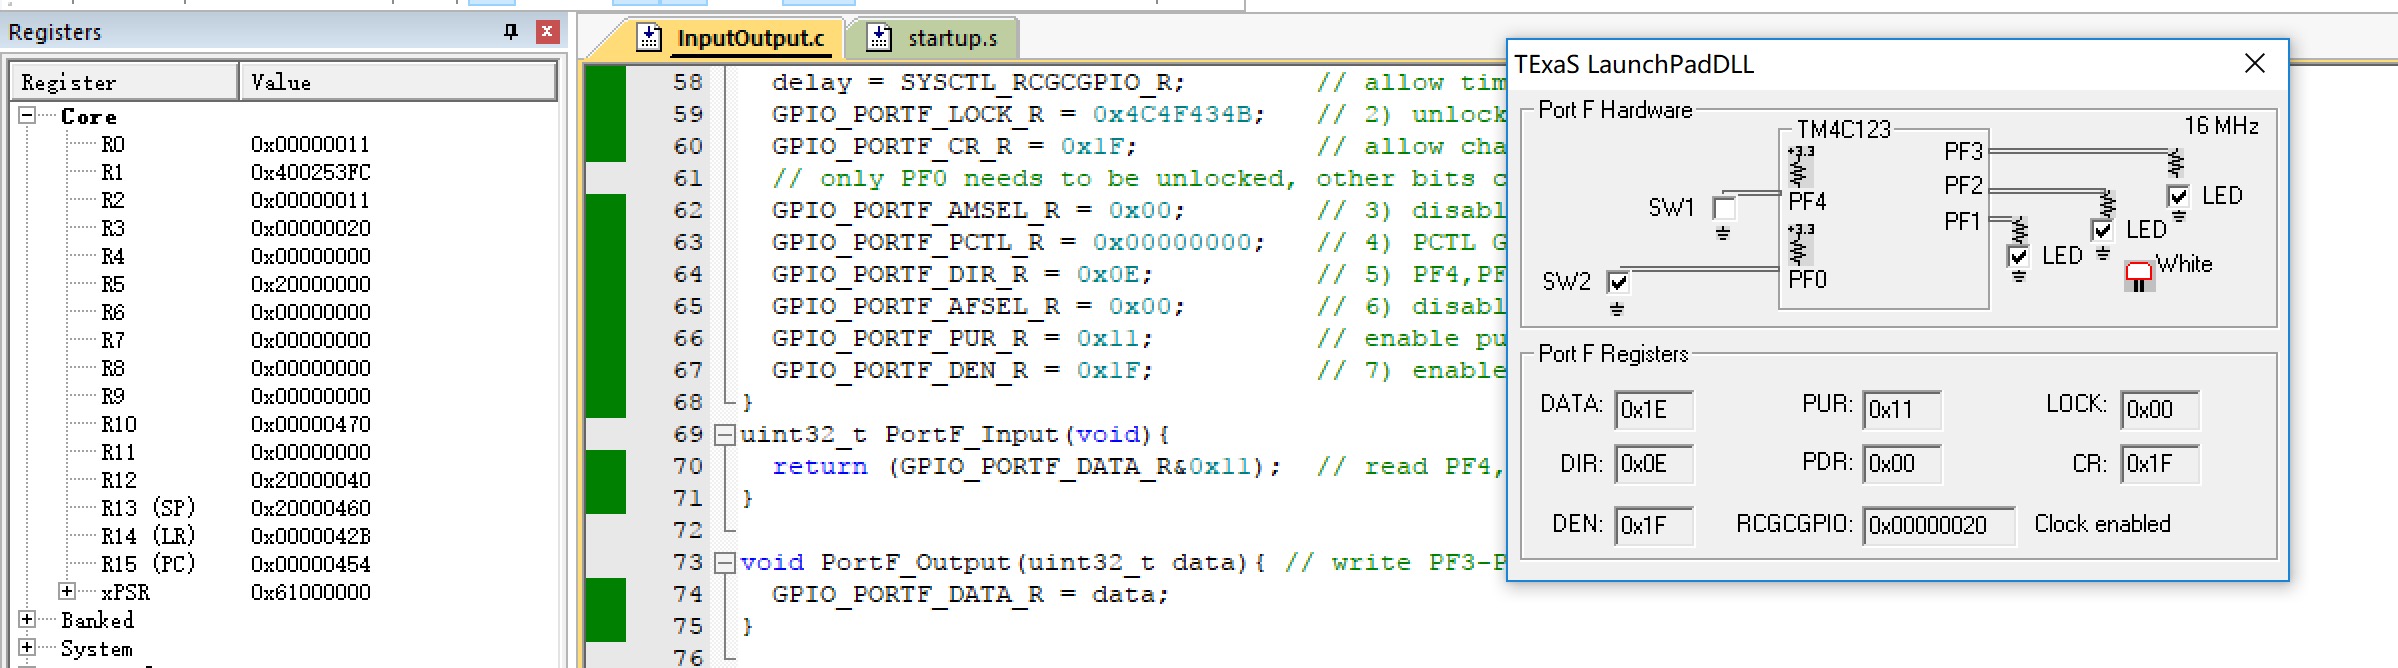 Registers
Register Value
Core
R0 0x00000011
R1 0x400253FC
R2 0x00000011
R3 0x00000020
R4 0x00000000
R5 0x20000000
R6 0x00000000
R7 0x00000000
R8 0x00000000
R9 0x00000000
R10 0x00000470
R11 0x00000000
R12 0x20000040
R13 (SP) 0x20000460
R14 (LR) 0x0000042B
R15 (PC) 0x00000454
xPSR 0x61000000
Banked
System
InputOutput.c startup.s
58 delay = SYSCTL_RCGCGPIO_R; // allow tim
59 GPIO_PORTF_LOCK_R = 0x4C4F434B; // 2) unlock
60 GPIO_PORTF_CR_R = 0x1F; // allow cha
61 // only PF0 needs to be unlocked, other bits c
62 GPIO_PORTF_AMSEL_R = 0x00; // 3) disabl
63 GPIO_PORTF_PCTL_R = 0x00000000; // 4) PCTL G
64 GPIO_PORTF_DIR_R = 0x0E; // 5) PF4,PF
65 GPIO_PORTF_AFSEL_R = 0x00; // 6) disabl
66 GPIO_PORTF_PUR_R = 0x11; // enable pu
67 GPIO_PORTF_DEN_R = 0x1F; // 7) enable
68 }
69 uint32_t PortF_Input(void){
70 return (GPIO_PORTF_DATA_R&0x11); // read PF4,
71 }
72
73 void PortF_Output(uint32_t data){ // write PF3-P
74 GPIO_PORTF_DATA_R = data;
75 }
76
TExaS LaunchPadDLL
Port F Hardware
16 MHz
TM4C123
+3.3 PF3
PF2
SW1 PF4 LED
PF1
+3.3 LED
LED
White
SW2 PF0
Port F Registers
DATA: 0x1E PUR: 0x11 LOCK: 0x00
DIR: 0x0E PDR: 0x00 CR: 0x1F
DEN: 0x1F RCGCGPIO: 0x00000020 Clock enabled